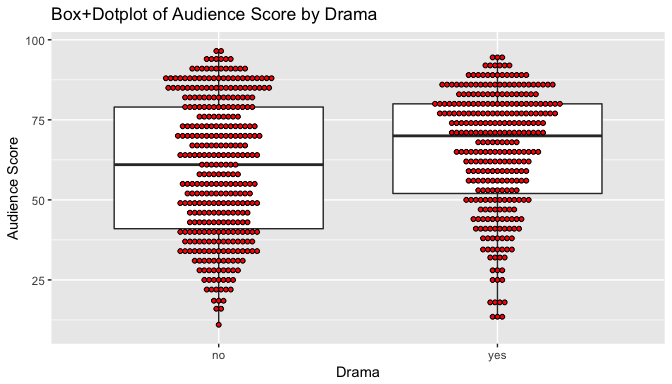 Box+Dotplot of Audience Score by Drama
100
75
50
25
Audience Score
no
yes
Drama